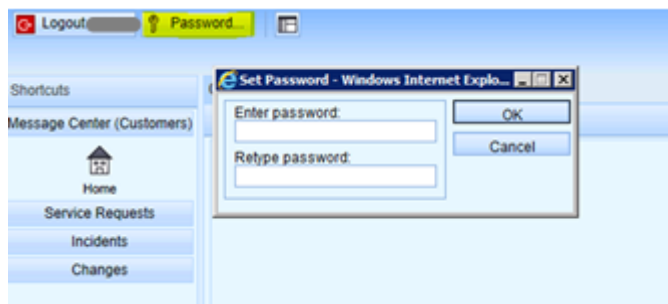 Logout
Password...
Shortcuts
Message Center (Customers)
Home
Service Requests
Incidents
Changes
Set Password - Windows Internet Explo...
Enter password:
Retype password:
OK
Cancel